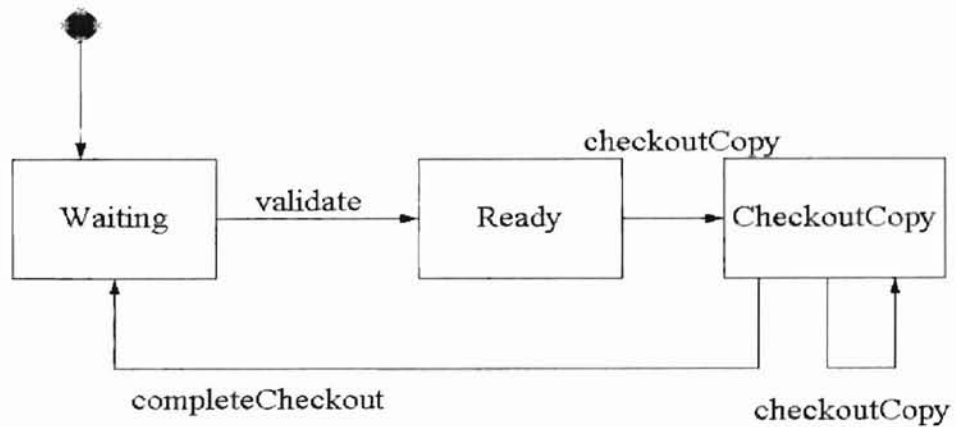 checkoutCopy
Waiting
validate
Ready
CheckoutCopy
completeCheckout
checkoutCopy